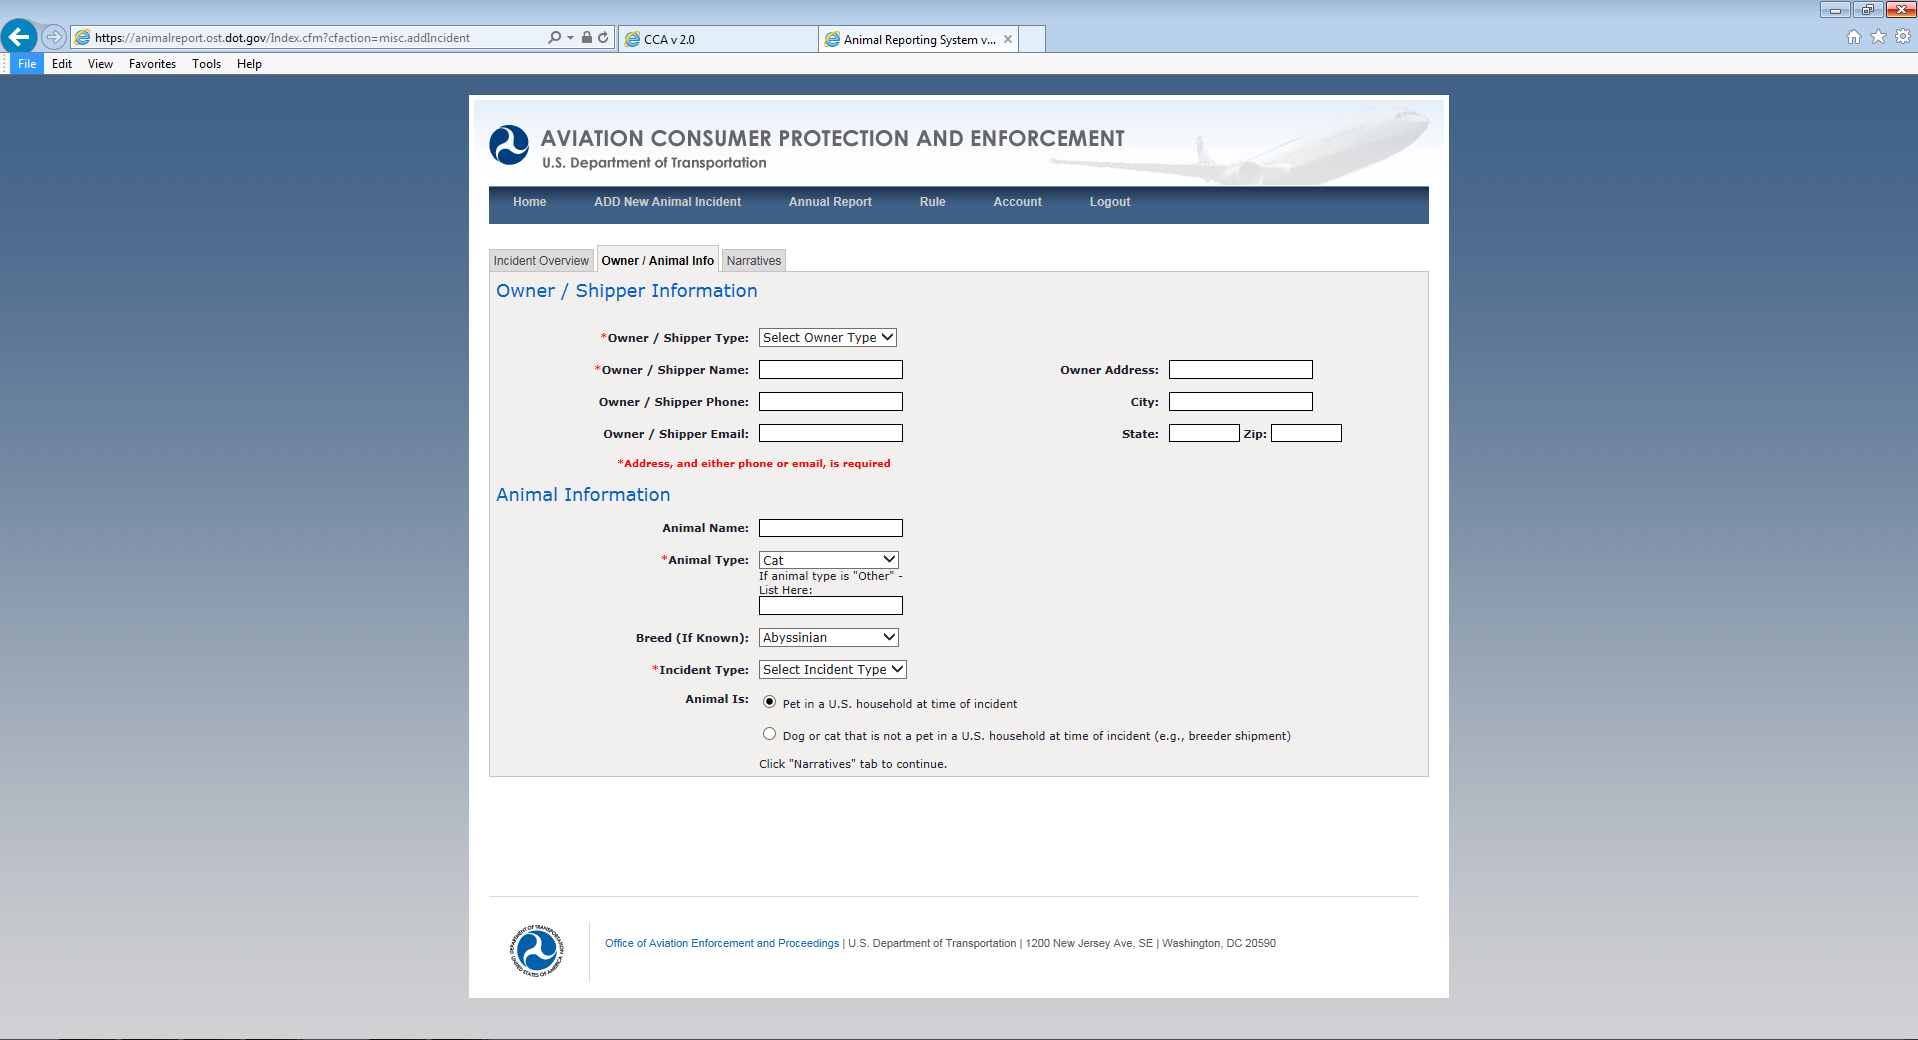 https://animalreport.ost.dot.gov/Index.cfm?cfaction=misc.addIncident
CCA v 2.0
Animal Reporting System v...
File Edit View Favorites Tools Help
AVIATION CONSUMER PROTECTION AND ENFORCEMENT
U.S. Department of Transportation
Home ADD New Animal Incident Annual Report Rule Account Logout
Incident Overview Owner / Animal Info Narratives
Owner / Shipper Information
*Owner / Shipper Type: Select Owner Type
*Owner / Shipper Name: Owner Address:
Owner / Shipper Phone: City:
Owner / Shipper Email: State: Zip:
*Address, and either phone or email, is required
Animal Information
Animal Name:
*Animal Type: Cat
If animal type is "Other" -
List Here:
Breed (If Known): Abyssinian
*Incident Type: Select Incident Type
Animal Is: Pet in a U.S. household at time of incident
Dog or cat that is not a pet in a U.S. household at time of incident (e.g., breeder shipment)
Click "Narratives" tab to continue.
DEPARTMENT OF TRANSPORTATION
UNITED STATES OF AMERICA
Office of Aviation Enforcement and Proceedings | U.S. Department of Transportation | 1200 New Jersey Ave, SE | Washington, DC 20590